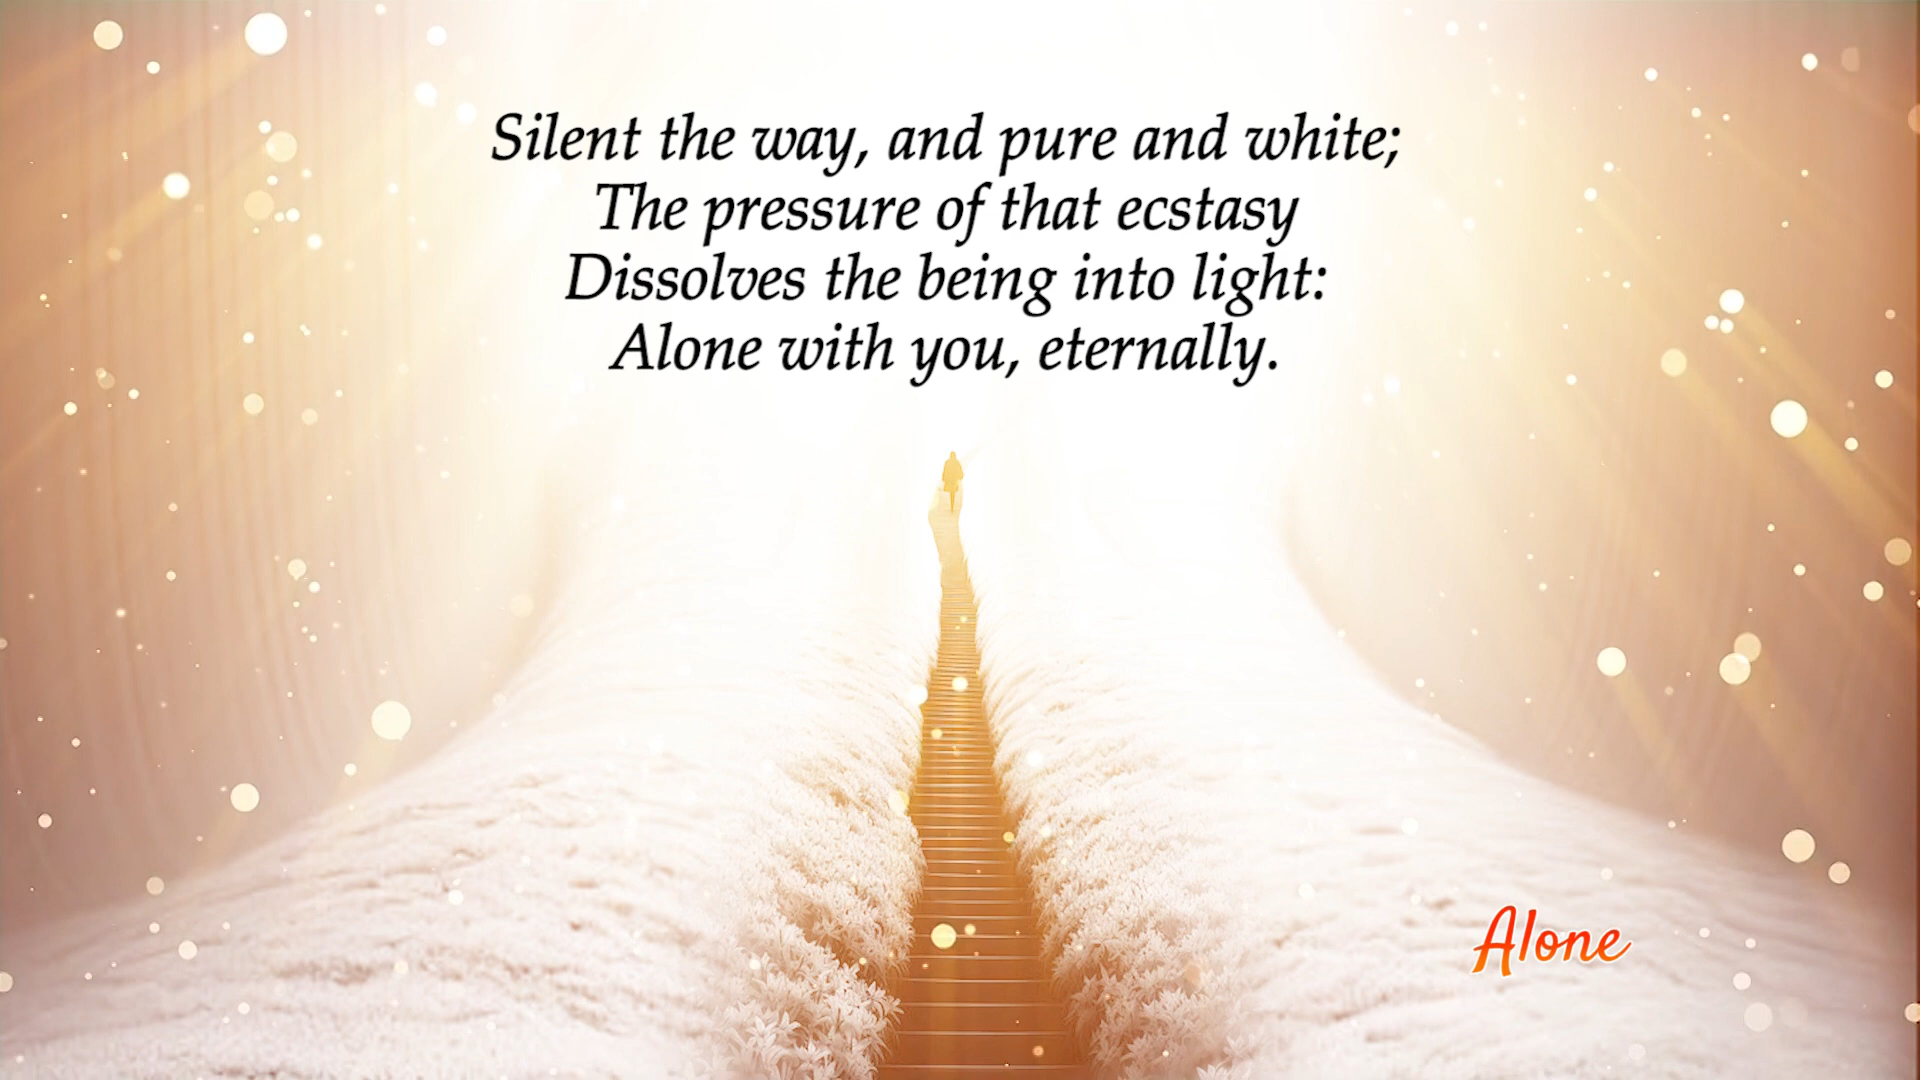 Silent the way, and pure and white;
The pressure of that ecstasy
Dissolves the being into light:
Alone with you, eternally.
Alone